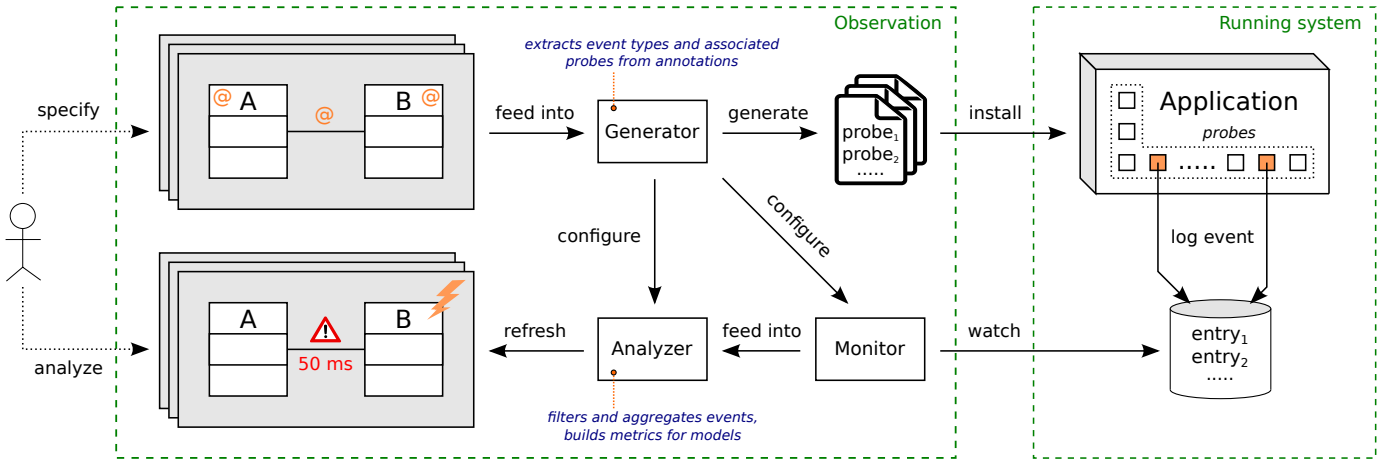 Observation
Running system
extracts event types and associated
probes from annotations
specify
@
A
@
B
@
feed into
Generator
generate
probe₁
probe₂
.....
install
Application
probes
.....
configure
configure
log event
analyze
A
B
!
50 ms
refresh
Analyzer
feed into
Monitor
watch
entry₁
entry₂
.....
filters and aggregates events,
builds metrics for models